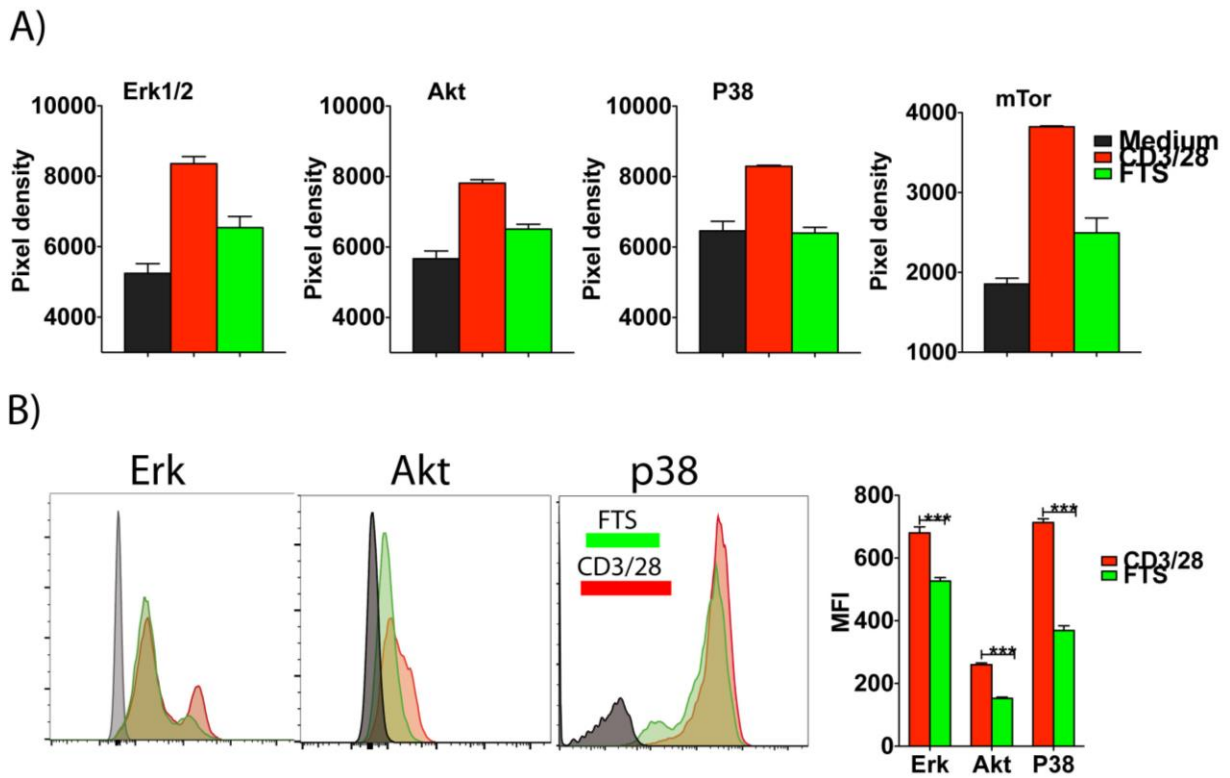 A)
Erk1/2
Akt
P38
mTor
Pixel density
10000
8000
6000
4000
Pixel density
10000
8000
6000
4000
Pixel density
10000
8000
6000
4000
Pixel density
4000
3000
2000
1000
Medium
CD3/28
FTS
B)
Erk
Akt
p38
FTS
CD3/28
MFI
800
600
400
200
0
***
***
***
Erk
Akt
P38
CD3/28
FTS